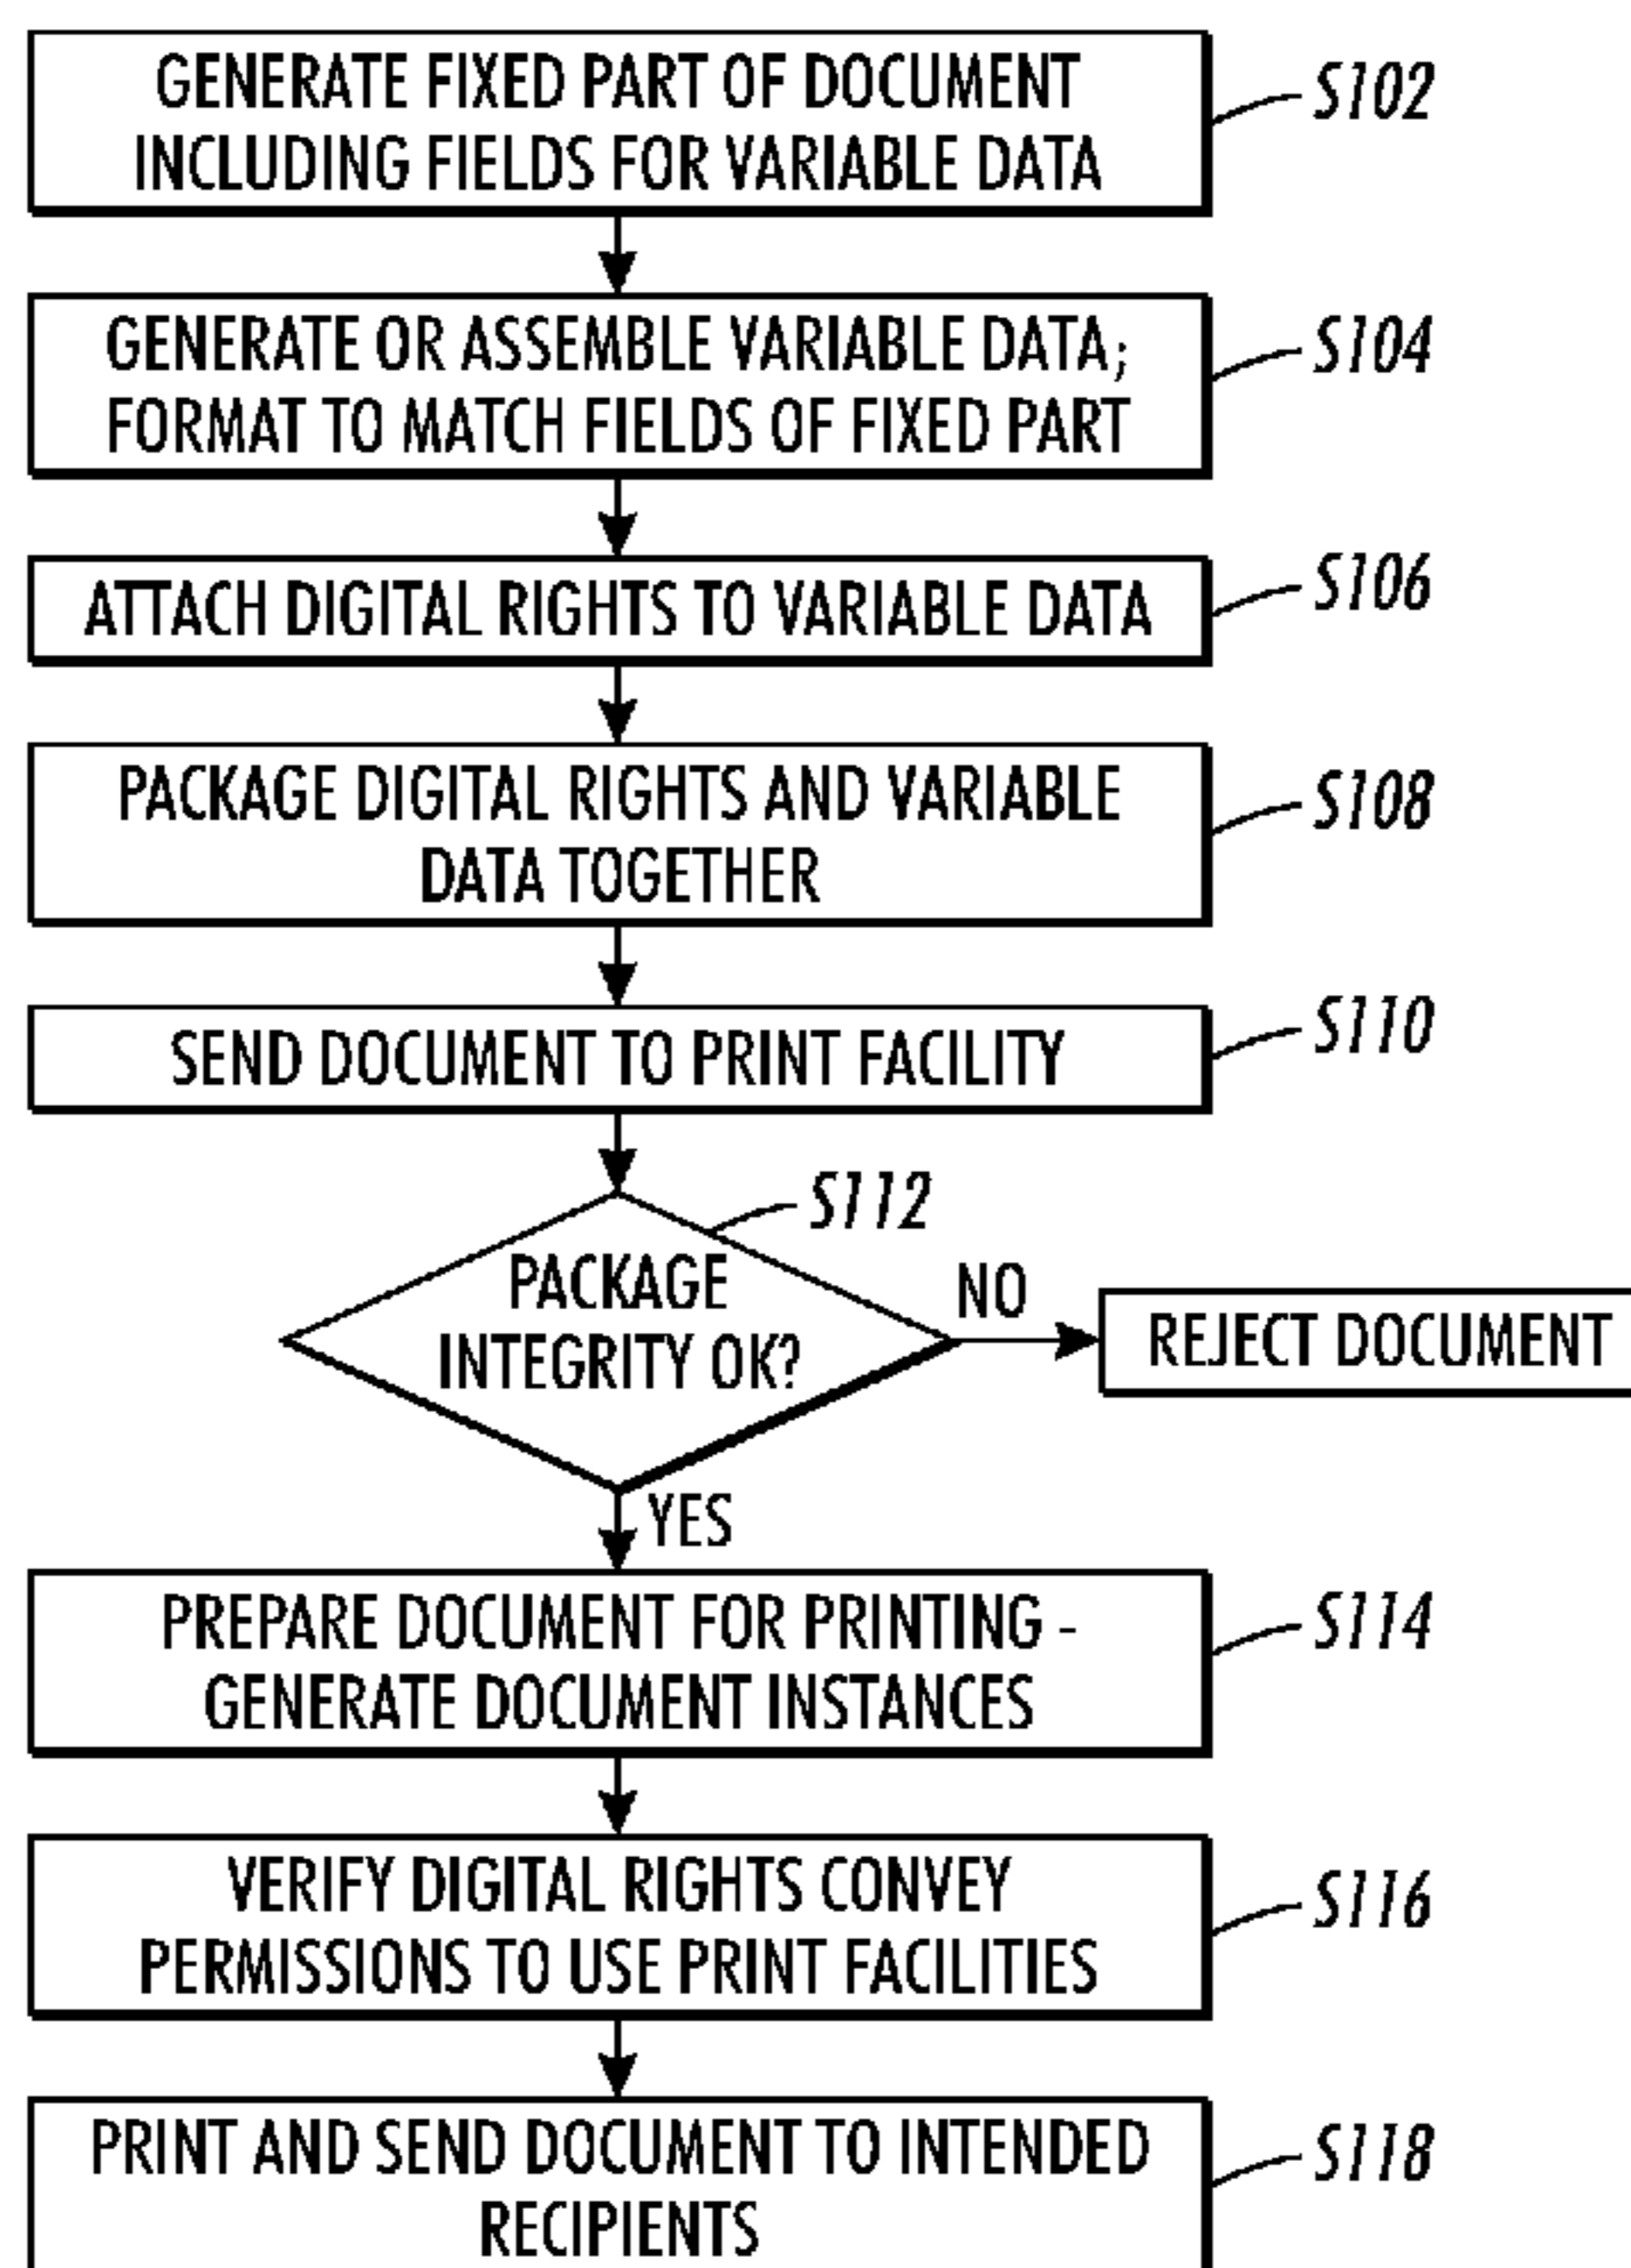 GENERATE FIXED PART OF DOCUMENT
INCLUDING FIELDS FOR VARIABLE DATA
S102
GENERATE OR ASSEMBLE VARIABLE DATA;
FORMAT TO MATCH FIELDS OF FIXED PART
S104
ATTACH DIGITAL RIGHTS TO VARIABLE DATA
S106
PACKAGE DIGITAL RIGHTS AND VARIABLE
DATA TOGETHER
S108
SEND DOCUMENT TO PRINT FACILITY
S110
S112
PACKAGE
INTEGRITY OK?
NO
REJECT DOCUMENT
YES
PREPARE DOCUMENT FOR PRINTING -
GENERATE DOCUMENT INSTANCES
S114
VERIFY DIGITAL RIGHTS CONVEY
PERMISSIONS TO USE PRINT FACILITIES
S116
PRINT AND SEND DOCUMENT TO INTENDED
RECIPIENTS
S118